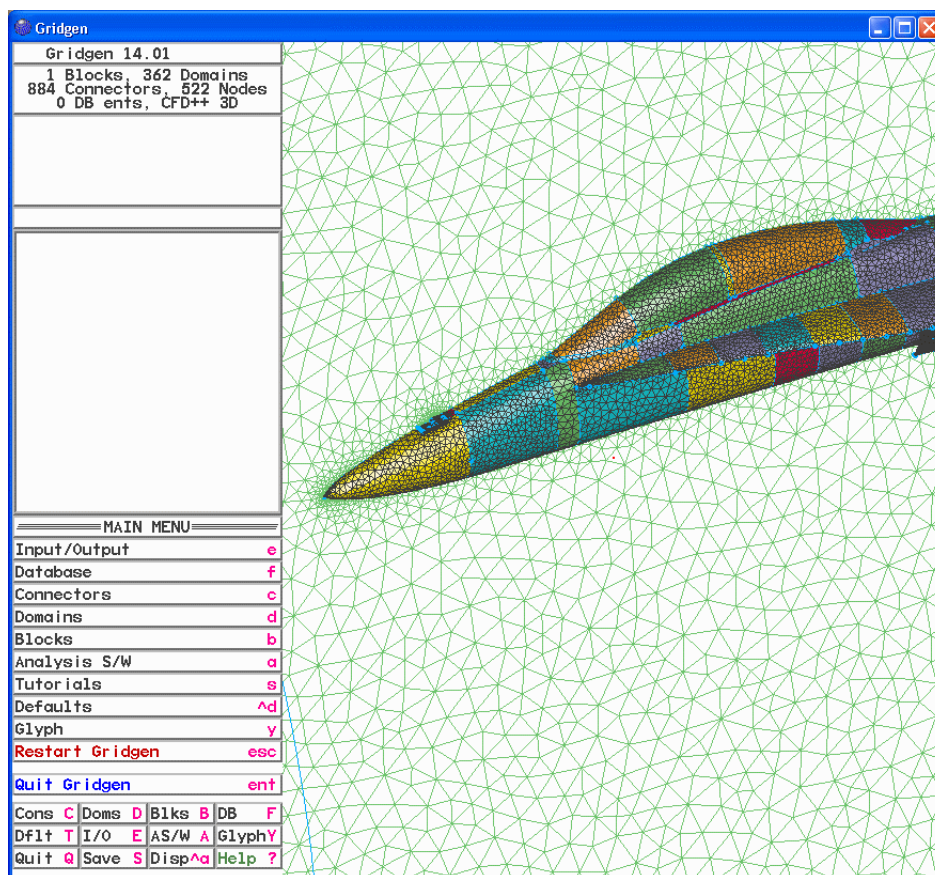 Gridgen
Gridgen 14.01
1 Blocks, 362 Domains
884 Connectors, 522 Nodes
0 DB ents, CFD++ 3D
MAIN MENU
Input/Output e
Database f
Connectors c
Domains d
Blocks b
Analysis S/W a
Tutorials s
Defaults ^d
Glyph y
Restart Gridgen esc
Quit Gridgen ent
Cons C Doms D Blks B DB F
Dflt T I/O E AS/W A Glyph Y
Quit Q Save S Disp ^a Help ?